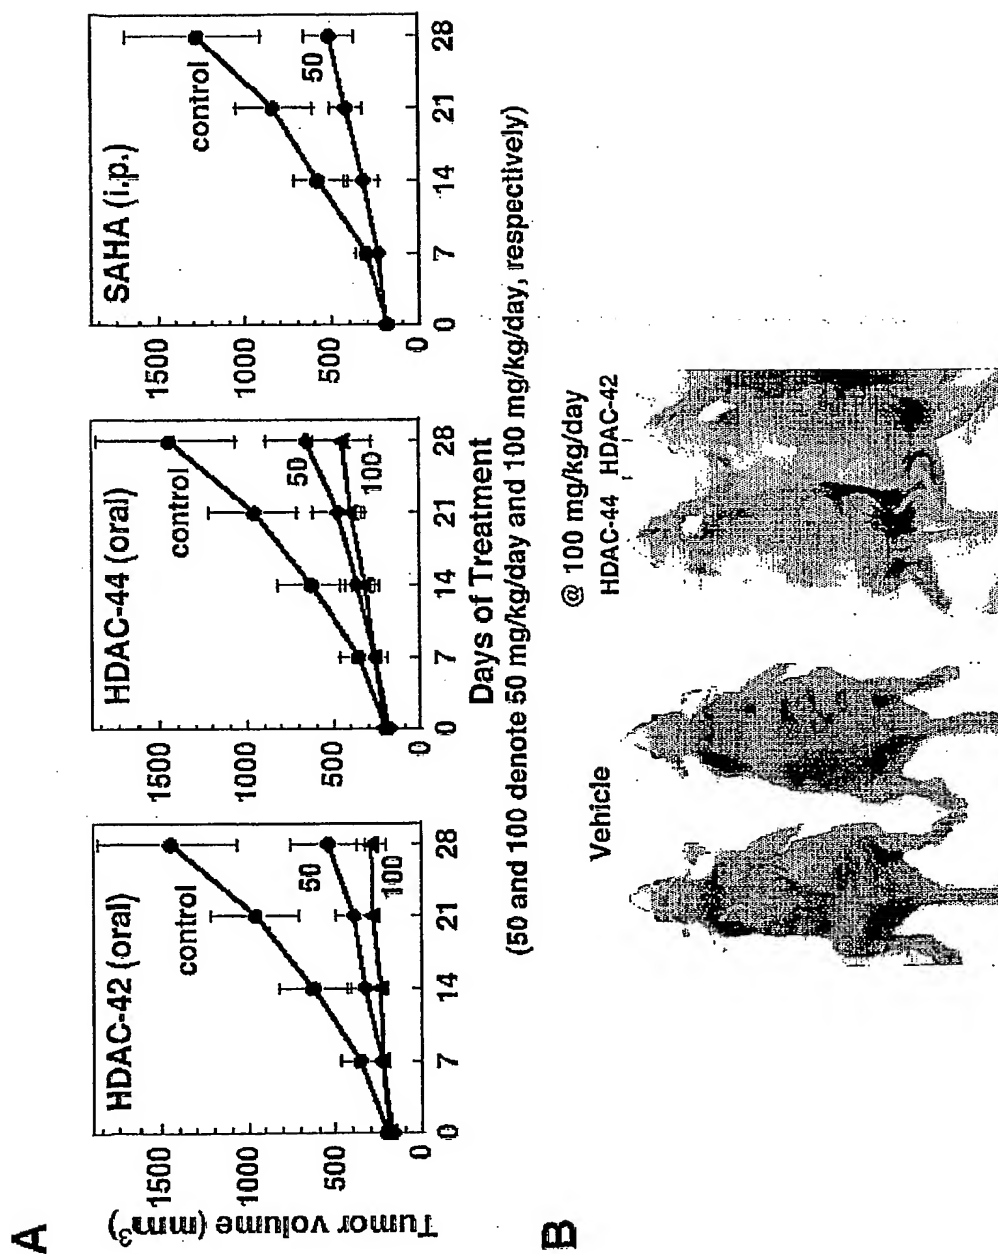 A
HDAC-42 (oral)
HDAC-44 (oral)
SAHA (i.p.)
Tumor volume (mm³)
1500
1000
500
0
control
50
100
0 7 14 21 28
1500
1000
500
0
control
50
100
0 7 14 21 28
1500
1000
500
0
control
50
0 7 14 21 28
Days of Treatment
(50 and 100 denote 50 mg/kg/day and 100 mg/kg/day, respectively)
B
Vehicle
@ 100 mg/kg/day
HDAC-44 HDAC-42